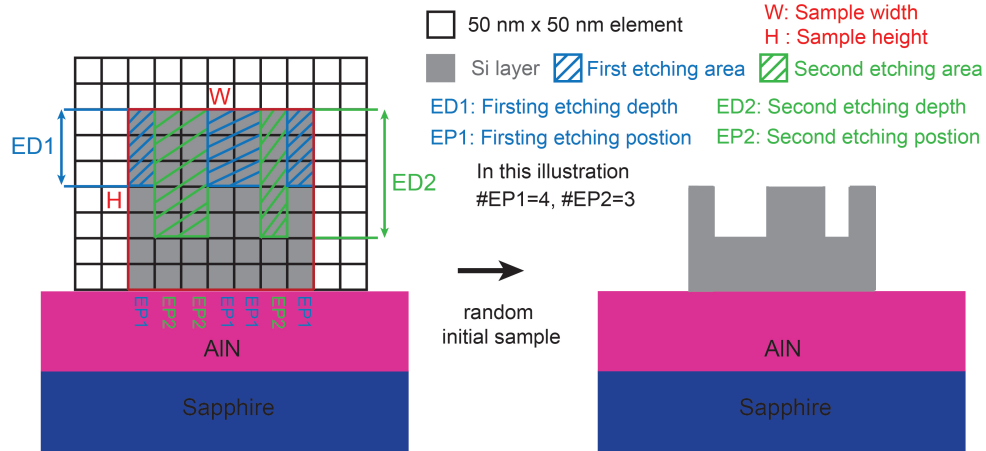 50 nm x 50 nm element
W: Sample width
H : Sample height
Si layer
First etching area
Second etching area
ED1: Firsting etching depth
ED2: Second etching depth
EP1: Firsting etching postion
EP2: Second etching postion
In this illustration
#EP1=4, #EP2=3
W
ED1
ED2
H
EP1
EP2
EP2
EP1
EP1
EP2
EP1
AlN
Sapphire
random
initial sample
AlN
Sapphire